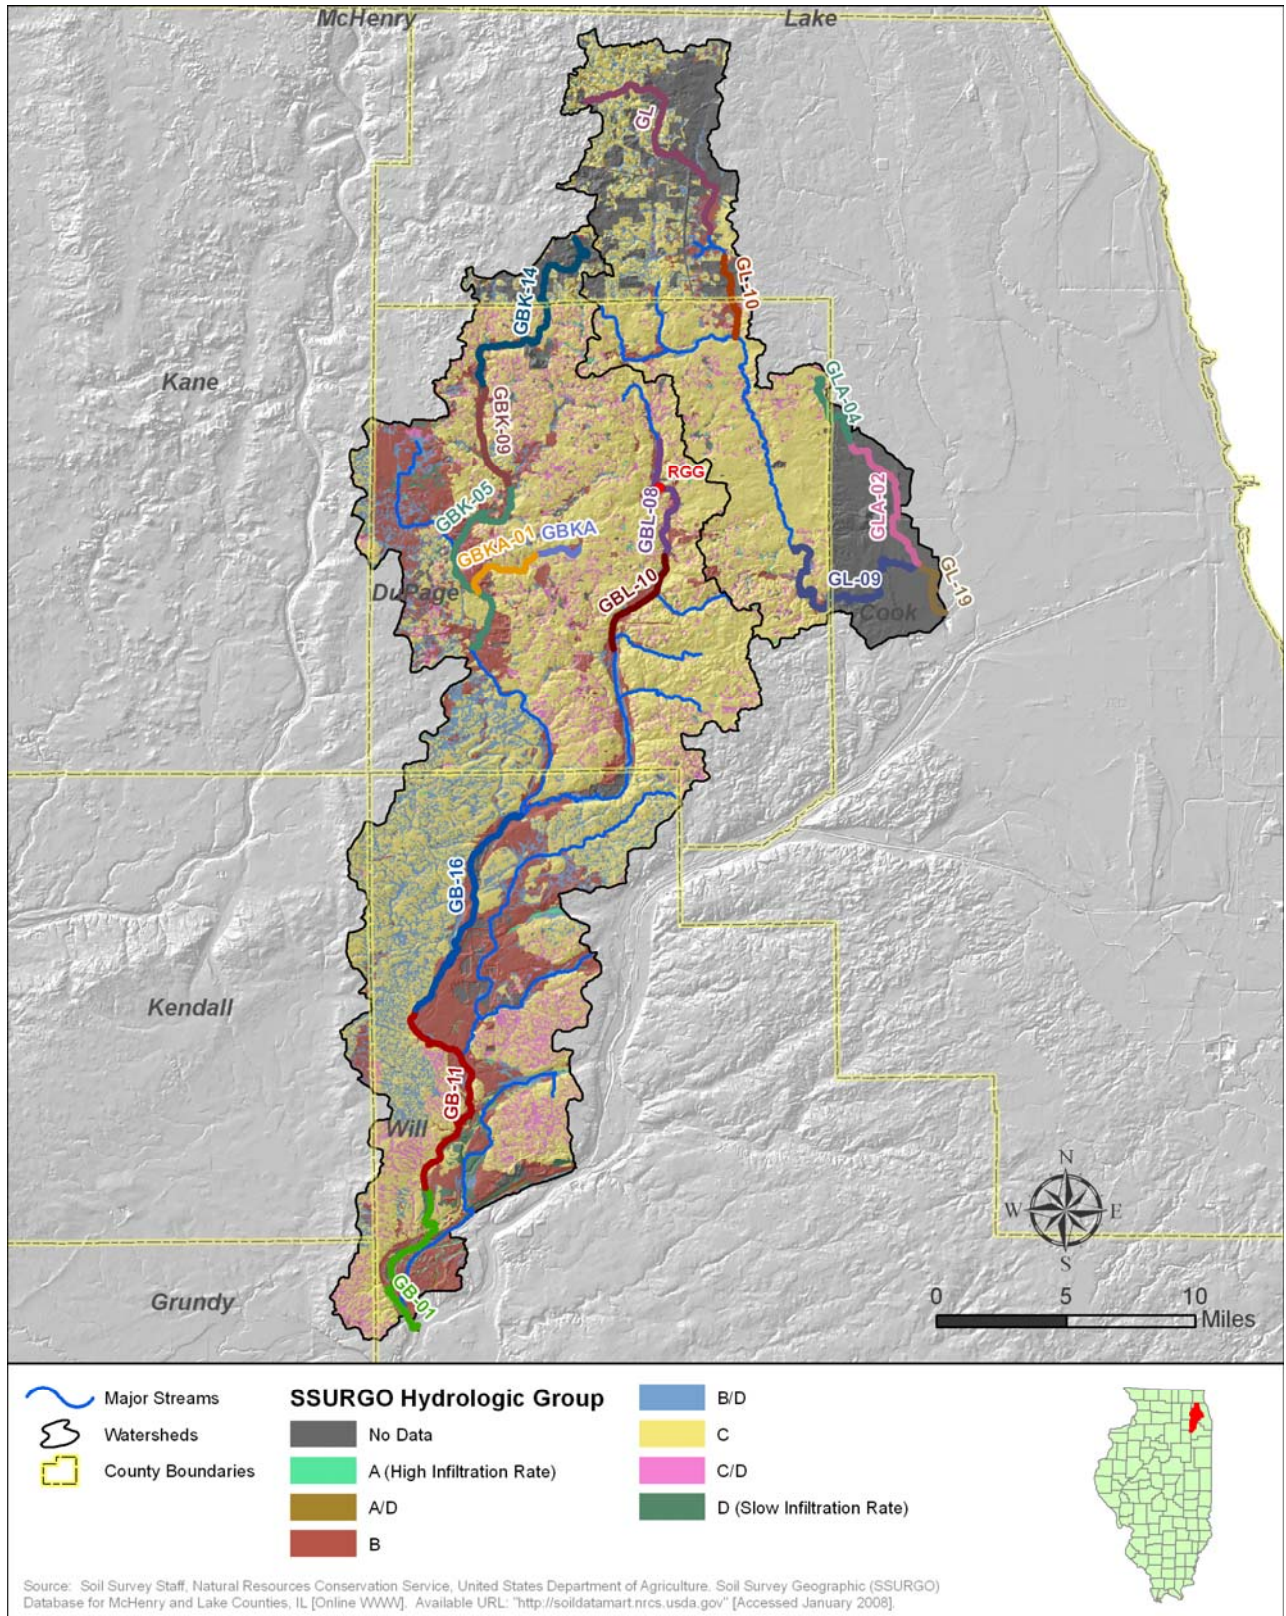 McHenry
Lake
GL
GL-10
GBK-14
Kane
GLA-04
GBK-09
RGG
GLA-02
GBK-05
GBL-08
GBKA-01
GBKA
GL-09
GL-19
DuPage
GBL-10
Cook
GB-16
Kendall
GB-11
Will
N
W
E
S
GB-01
Grundy
0 5 10
Miles
Major Streams
Watersheds
County Boundaries
SSURGO Hydrologic Group
No Data
A (High Infiltration Rate)
A/D
B
B/D
C
C/D
D (Slow Infiltration Rate)
Source: Soil Survey Staff, Natural Resources Conservation Service, United States Department of Agriculture. Soil Survey Geographic (SSURGO)
Database for McHenry and Lake Counties, IL [Online WWW]. Available URL: "http://soildatamart.nrcs.usda.gov" [Accessed January 2008].